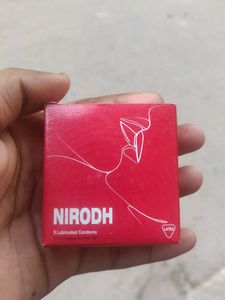 NIRODH
5 Lubricated Condoms
LATEX